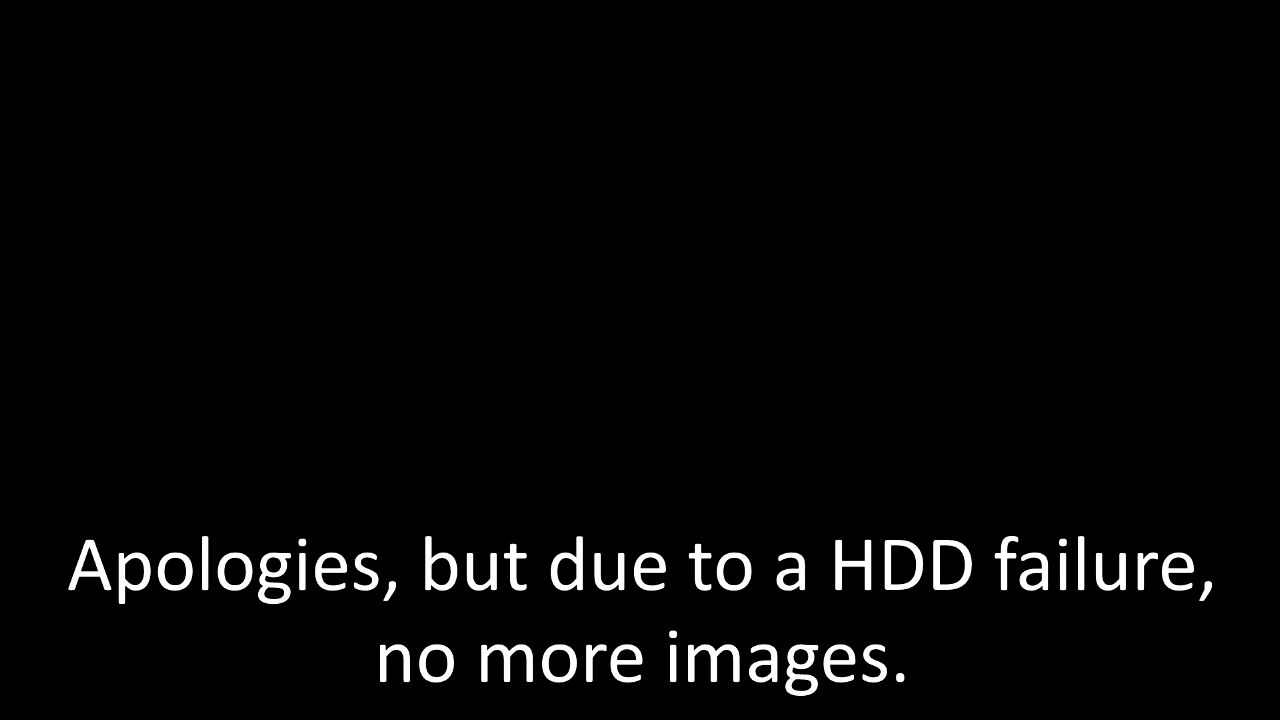 Apologies, but due to a HDD failure,
no more images.